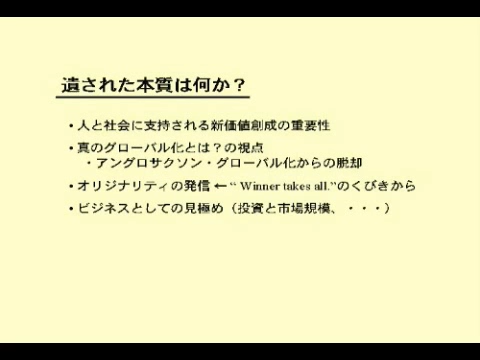 遺された本質は何か？
・人と社会に支持される新価値創成の重要性
・真のグローバル化とは？の視点
・アングロサクソン・グローバル化からの脱却
・オリジナリティの発信 ← “ Winner takes all.”のくびきから
・ビジネスとしての見極め（投資と市場規模、・・・）